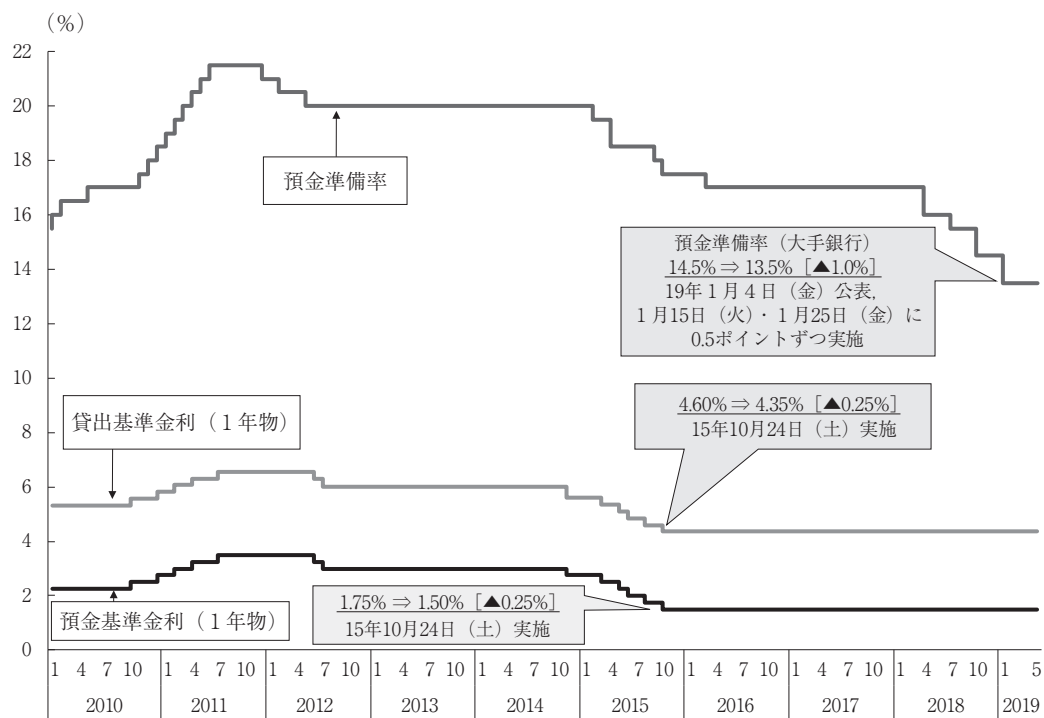 (%)
22
20
18
16
14
12
10
8
6
4
2
0
預金準備率
預金準備率（大手銀行）
14.5% ⇒ 13.5%［▲1.0%］
19年１月４日（金）公表，
１月15日（火）・１月25日（金）に
0.5ポイントずつ実施
貸出基準金利（１年物）
4.60% ⇒ 4.35%［▲0.25%］
15年10月24日（土）実施
預金基準金利（１年物）
1.75% ⇒ 1.50%［▲0.25%］
15年10月24日（土）実施
1 4 7 10 1 4 7 10 1 4 7 10 1 4 7 10 1 4 7 10 1 4 7 10 1 4 7 10 1 4 7 10 1 4 7 10 1 5
2010 2011 2012 2013 2014 2015 2016 2017 2018 2019